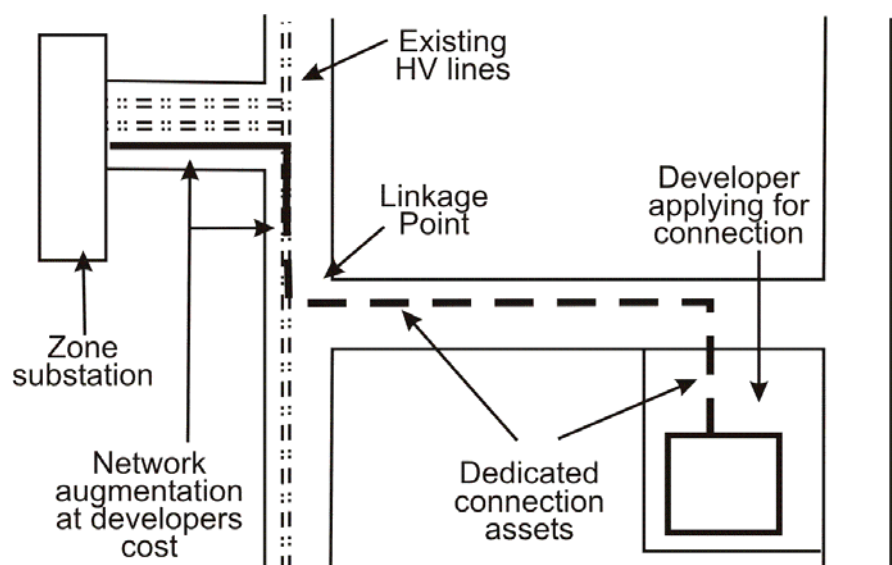 Existing
HV lines
Linkage
Point
Developer
applying for
connection
Zone
substation
Network
augmentation
at developers
cost
Dedicated
connection
assets